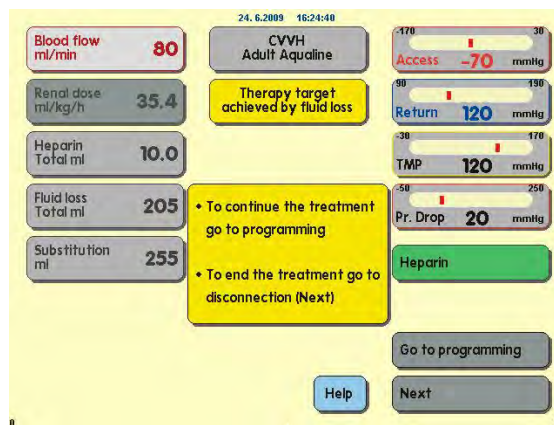 24. 6.2009 16:24:40
Blood flow
ml/min 80
CVVH
Adult Aqualine
-170 30
Access -70 mmHg
Renal dose
ml/kg/h 35.4
Therapy target
achieved by fluid loss
90 190
Return 120 mmHg
Heparin
Total ml 10.0
-30 170
TMP 120 mmHg
Fluid loss
Total ml 205
-50 250
Pr. Drop 20 mmHg
Substitution
ml 255
• To continue the treatment
go to programming
• To end the treatment go to
disconnection (Next)
Heparin
Go to programming
Help
Next